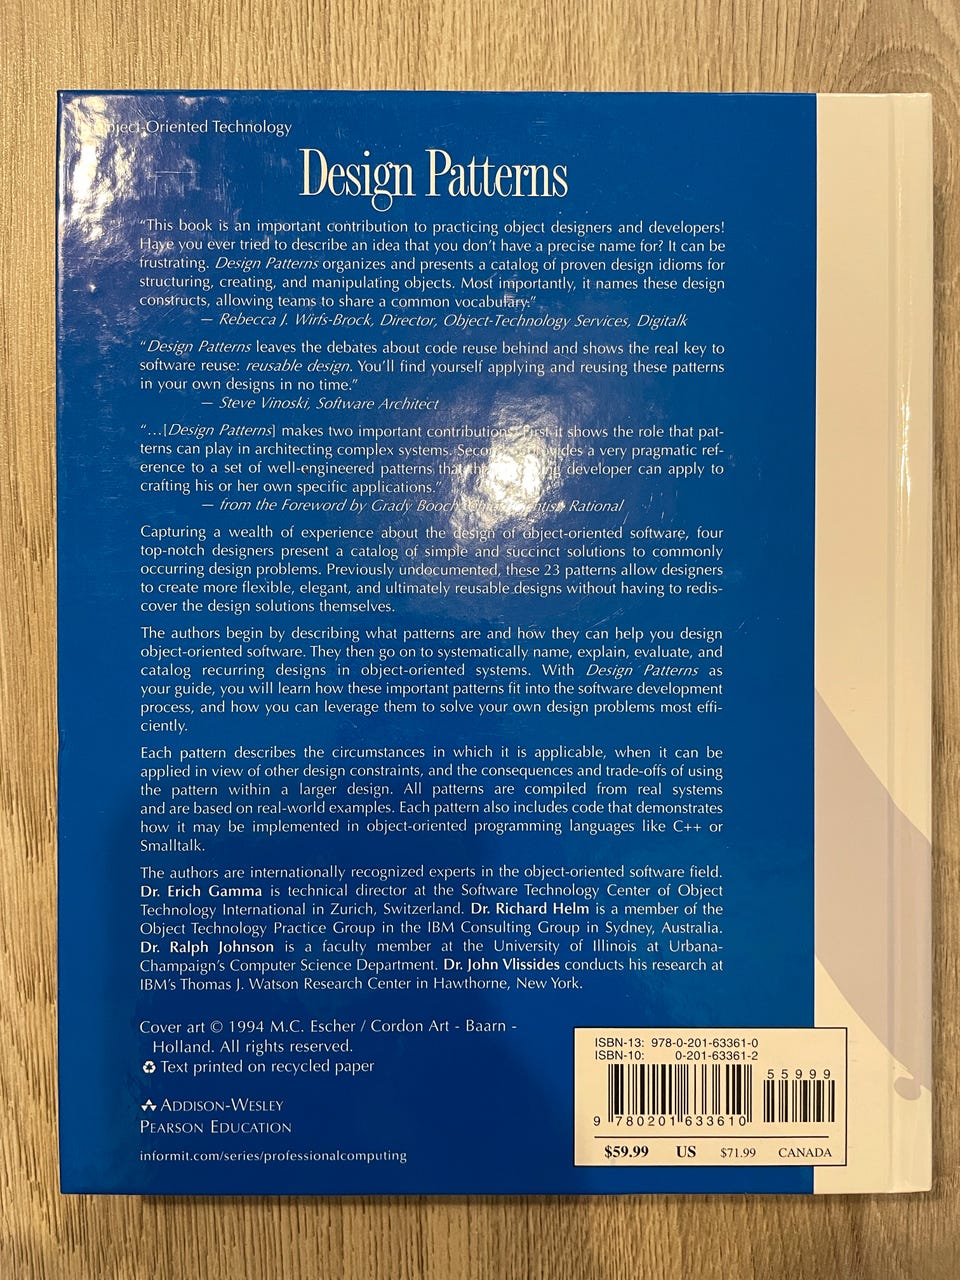 Object-Oriented Technology
Design Patterns
“This book is an important contribution to practicing object designers and developers!
Have you ever tried to describe an idea that you don’t have a precise name for? It can be
frustrating. Design Patterns organizes and presents a catalog of proven design idioms for
structuring, creating, and manipulating objects. Most importantly, it names these design
constructs, allowing teams to share a common vocabulary.”
— Rebecca J. Wirfs-Brock, Director, Object-Technology Services, Digitalk
“Design Patterns leaves the debates about code reuse behind and shows the real key to
software reuse: reusable design. You’ll find yourself applying and reusing these patterns
in your own designs in no time.”
— Steve Vinoski, Software Architect
“…[Design Patterns] makes two important contributions. First it shows the role that pat-
terns can play in architecting complex systems. a very pragmatic ref-
erence to a set of well-engineered patterns that developer can apply to
crafting his or her own specific applications.”
— from the Foreword by Grady Booch, Rational
Capturing a wealth of experience about the design of object-oriented software, four
top-notch designers present a catalog of simple and succinct solutions to commonly
occurring design problems. Previously undocumented, these 23 patterns allow designers
to create more flexible, elegant, and ultimately reusable designs without having to redis-
cover the design solutions themselves.
The authors begin by describing what patterns are and how they can help you design
object-oriented software. They then go on to systematically name, explain, evaluate, and
catalog recurring designs in object-oriented systems. With Design Patterns as
your guide, you will learn how these important patterns fit into the software development
process, and how you can leverage them to solve your own design problems most effi-
ciently.
Each pattern describes the circumstances in which it is applicable, when it can be
applied in view of other design constraints, and the consequences and trade-offs of using
the pattern within a larger design. All patterns are compiled from real systems
and are based on real-world examples. Each pattern also includes code that demonstrates
how it may be implemented in object-oriented programming languages like C++ or
Smalltalk.
The authors are internationally recognized experts in the object-oriented software field.
Dr. Erich Gamma is technical director at the Software Technology Center of Object
Technology International in Zurich, Switzerland. Dr. Richard Helm is a member of the
Object Technology Practice Group in the IBM Consulting Group in Sydney, Australia.
Dr. Ralph Johnson is a faculty member at the University of Illinois at Urbana-
Champaign’s Computer Science Department. Dr. John Vlissides conducts his research at
IBM’s Thomas J. Watson Research Center in Hawthorne, New York.
Cover art © 1994 M.C. Escher / Cordon Art - Baarn -
Holland. All rights reserved.
Text printed on recycled paper
ADDISON-WESLEY
PEARSON EDUCATION
informit.com/series/professionalcomputing
ISBN-13: 978-0-201-63361-0
ISBN-10: 0-201-63361-2
55999
9 780201 633610
$59.99 US $71.99 CANADA